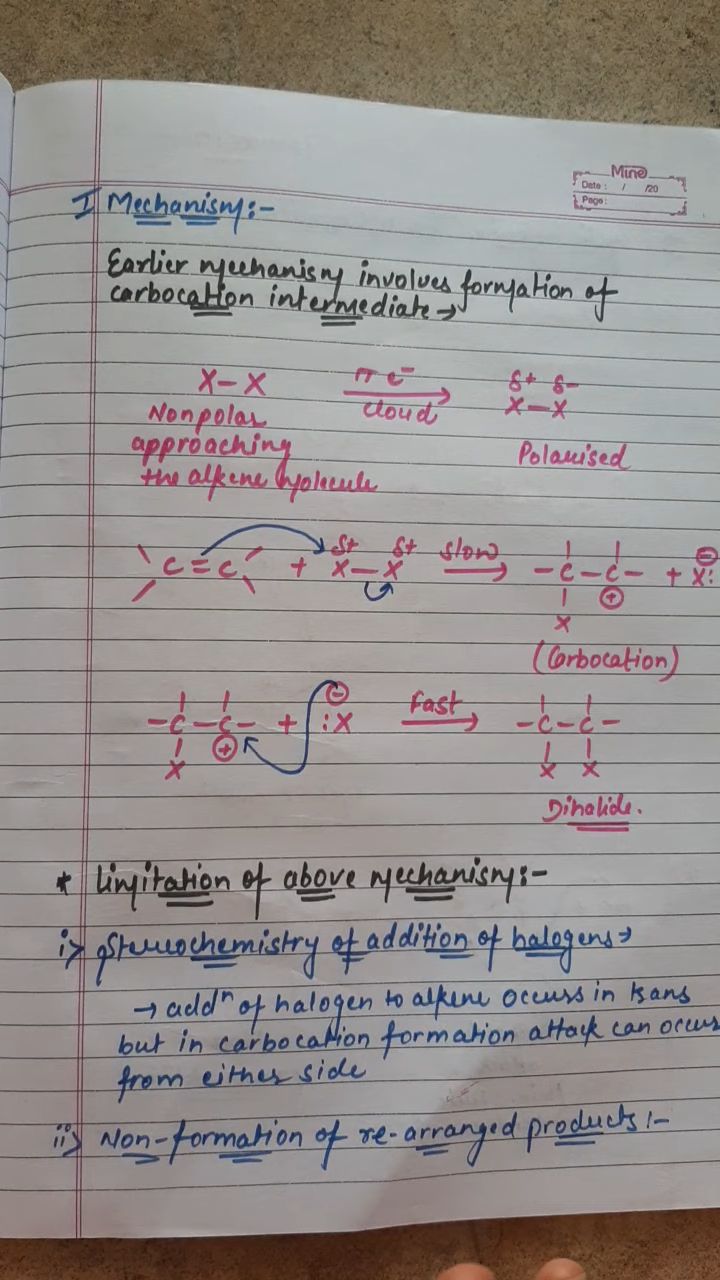 Mine
Date : / /20
Page:
I Mechanism:-
Earlier mechanism involves formation of
carbocation intermediate→
X-X π e⁻ δ+ δ-
cloud X-X
Nonpolar Polarised
approaching
the alkene molecule
C=C + δ+ δ+ slow -C-C- + ⊖
X-X → X ⊕ X:
(Carbocation)
-C-C- + ⊖ Fast -C-C-
X ⊕ :X → X X
Dihalide.
* limitation of above mechanism:-
i> stereochemistry of addition of halogens→
→ addⁿ of halogen to alkene occurs in trans
but in carbocation formation attack can occur
from either side
ii> Non-formation of re-arranged products:-